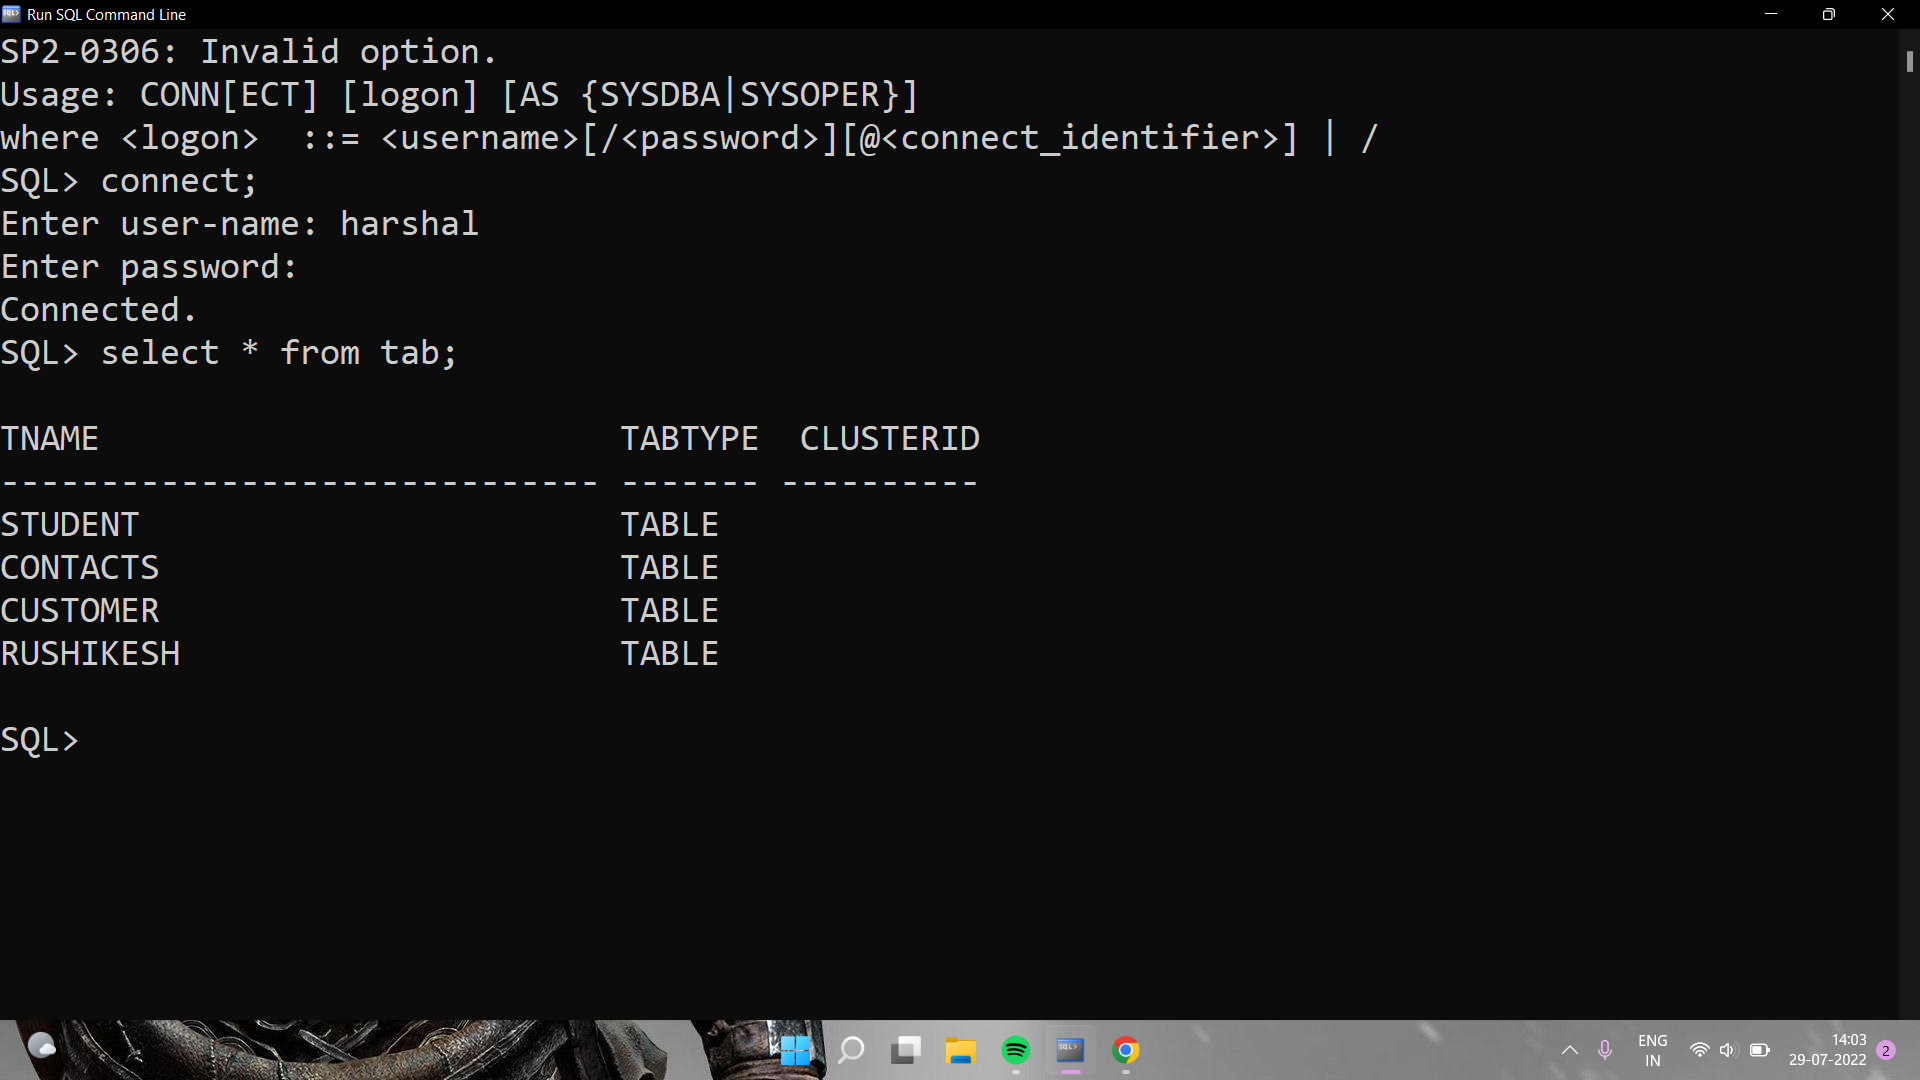 Run SQL Command Line
SP2-0306: Invalid option.
Usage: CONN[ECT] [logon] [AS {SYSDBA|SYSOPER}]
where <logon>  ::= <username>[/<password>][@<connect_identifier>] | /
SQL> connect;
Enter user-name: harshal
Enter password:
Connected.
SQL> select * from tab;
TNAME                          TABTYPE  CLUSTERID
------------------------------ ------- ----------
STUDENT                        TABLE
CONTACTS                       TABLE
CUSTOMER                       TABLE
RUSHIKESH                      TABLE
SQL>
ENG
IN
14:03
29-07-2022
2